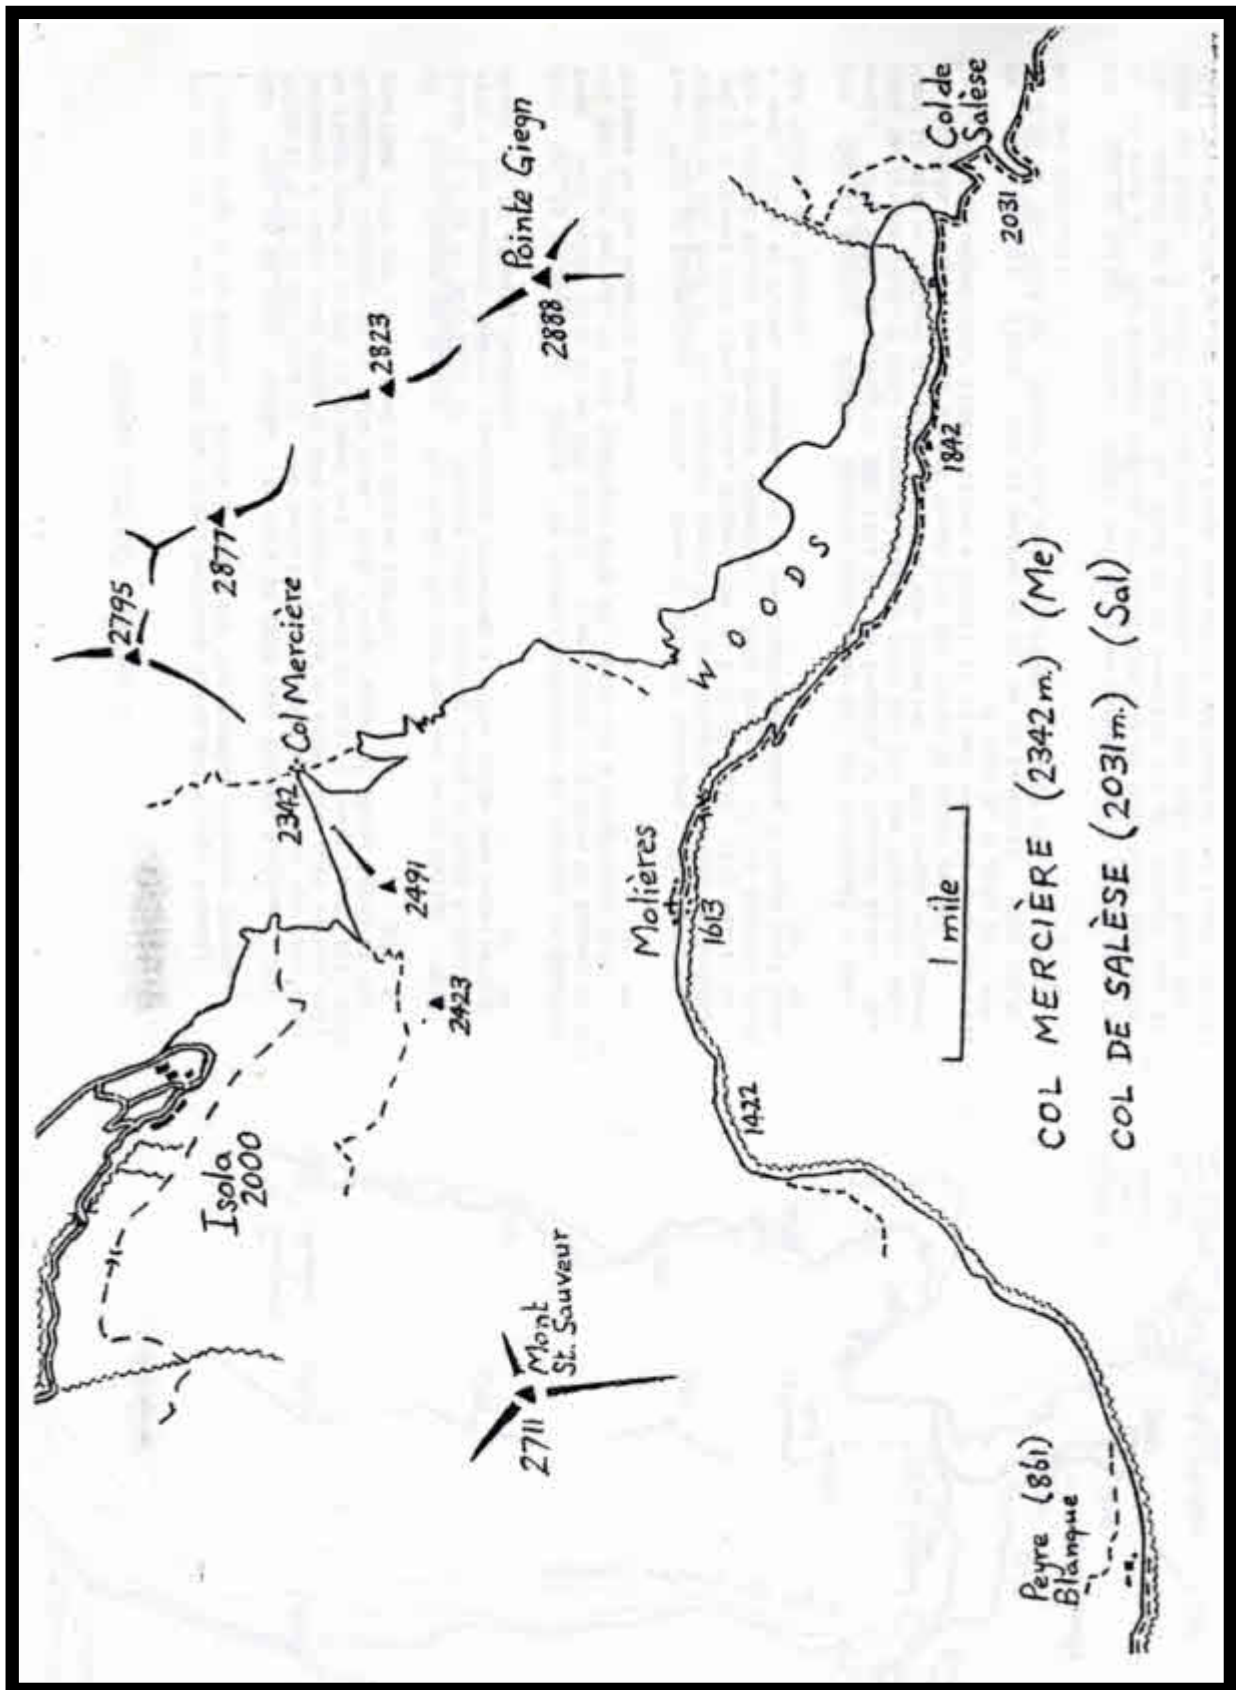 Isola
2000
2795
2877
2823
Pointe Giegn
2888
Col Mercière
2342
2491
2423
Mont
St. Sauveur
2711
Molières
1613
1422
WOODS
1842
Col de
Salèse
2031
Peyre (861)
Blanque
1 mile
COL MERCIÈRE (2342m.) (Me)
COL DE SALÈSE (2031m.) (Sal)